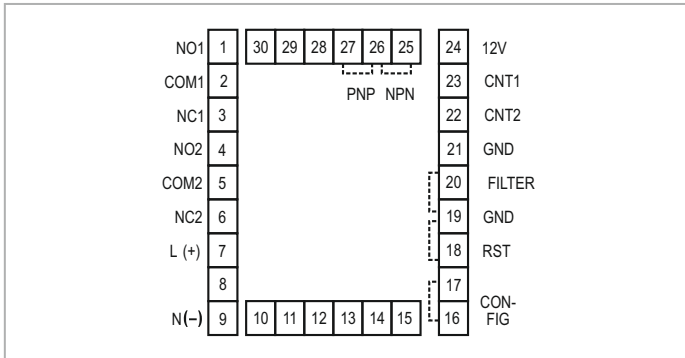 NO1 1 30 29 28 27 26 25 24 12V
COM1 2 23 CNT1
PNP NPN
NC1 3 22 CNT2
NO2 4 21 GND
COM2 5 20 FILTER
NC2 6 19 GND
L (+) 7 18 RST
8 17
CON-
N(–) 9 10 11 12 13 14 15 16 FIG